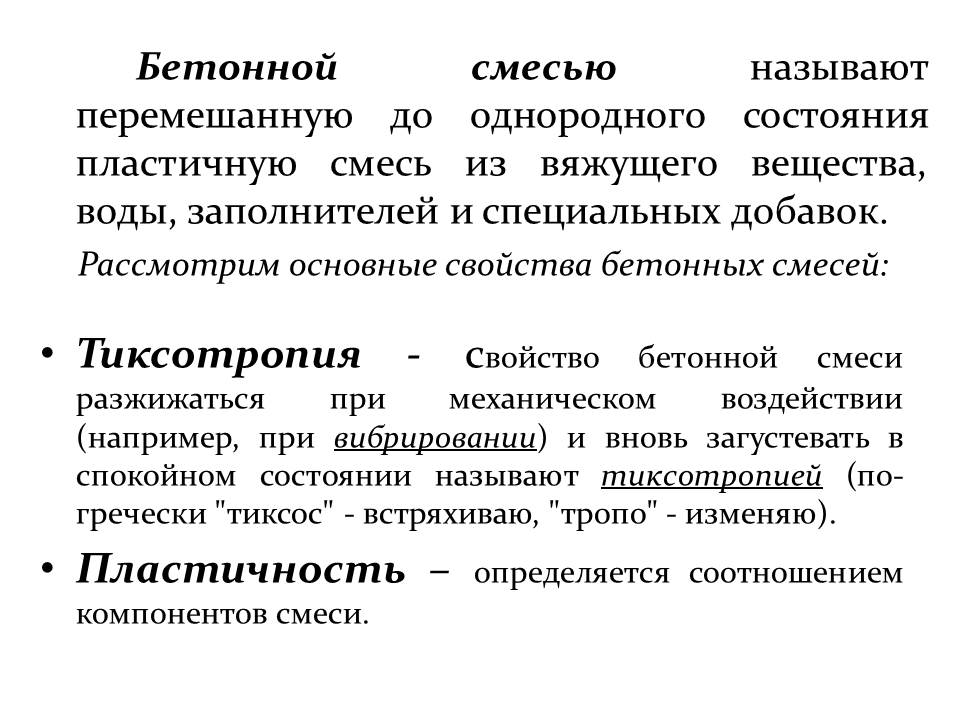 Бетонной смесью называют
перемешанную до однородного состояния
пластичную смесь из вяжущего вещества,
воды, заполнителей и специальных добавок.
Рассмотрим основные свойства бетонных смесей:
• Тиксотропия - свойство бетонной смеси
разжижаться при механическом воздействии
(например, при вибрировании) и вновь загустевать в
спокойном состоянии называют тиксотропией (по-
гречески "тиксос" - встряхиваю, "тропо" - изменяю).
• Пластичность – определяется соотношением
компонентов смеси.